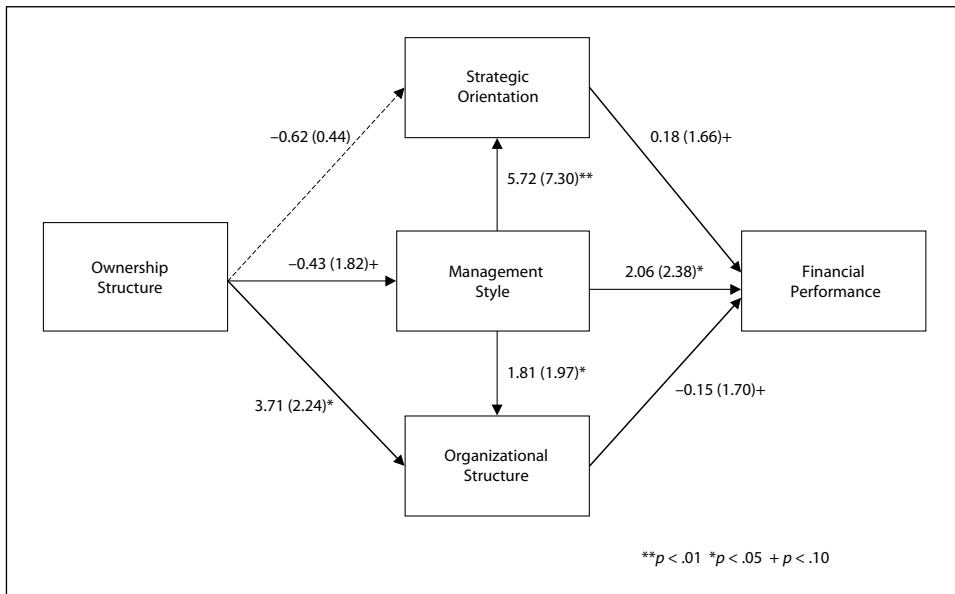 Strategic
Orientation
−0.62 (0.44)
0.18 (1.66)+
5.72 (7.30)**
Ownership
Structure
−0.43 (1.82)+
Management
Style
2.06 (2.38)*
Financial
Performance
1.81 (1.97)*
3.71 (2.24)*
−0.15 (1.70)+
Organizational
Structure
**p < .01 *p < .05 + p < .10